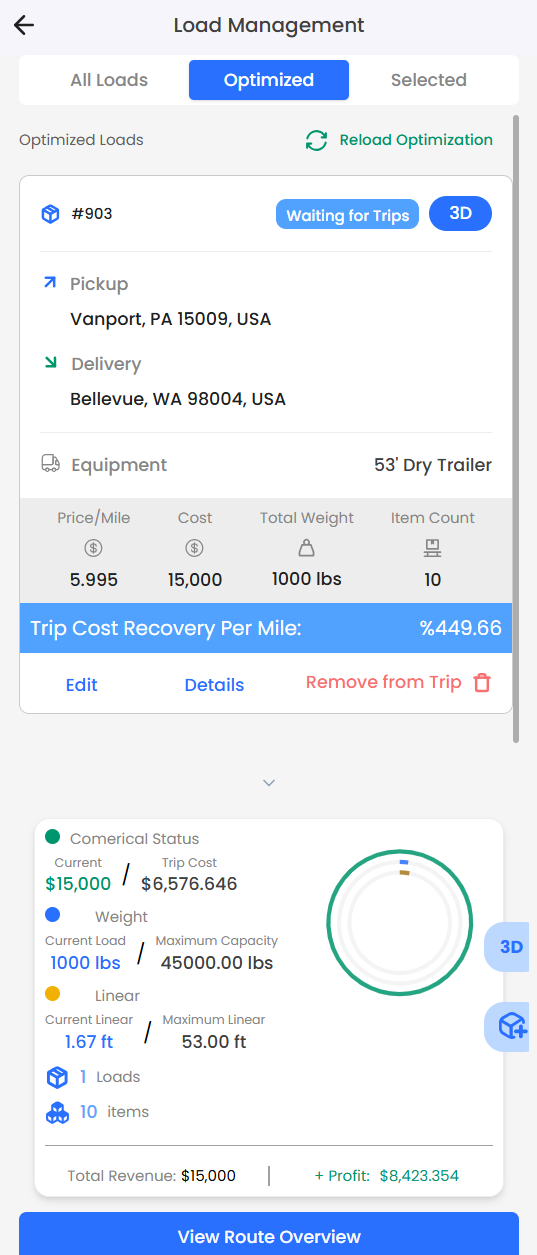 Load Management
All Loads Optimized Selected
Optimized Loads Reload Optimization
#903 Waiting for Trips 3D
Pickup
Vanport, PA 15009, USA
Delivery
Bellevue, WA 98004, USA
Equipment 53' Dry Trailer
Price/Mile Cost Total Weight Item Count
5.995 15,000 1000 lbs 10
Trip Cost Recovery Per Mile: %449.66
Edit Details Remove from Trip
Comerical Status
Current / Trip Cost
$15,000 $6,576.646
Weight
Current Load / Maximum Capacity
1000 lbs 45000.00 lbs
3D
Linear
Current Linear / Maximum Linear
1.67 ft 53.00 ft
1 Loads
10 items
Total Revenue: $15,000 | + Profit: $8,423.354
View Route Overview